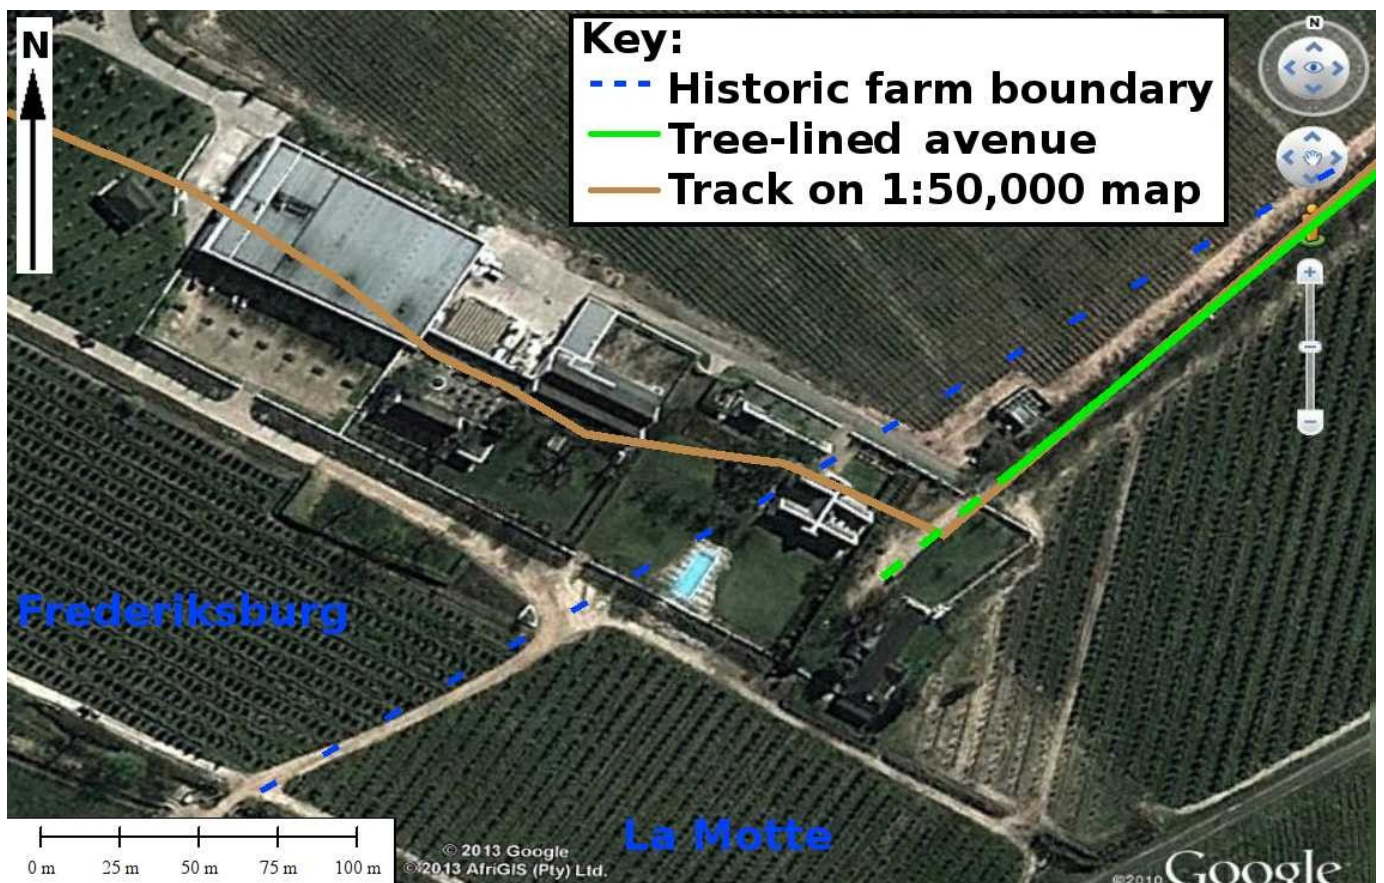 N
Key:
Historic farm boundary
Tree-lined avenue
Track on 1:50,000 map
N
Frederiksburg
La Motte
0 m 25 m 50 m 75 m 100 m
© 2013 Google
© 2013 AfriGIS (Pty) Ltd.
©2010 Google